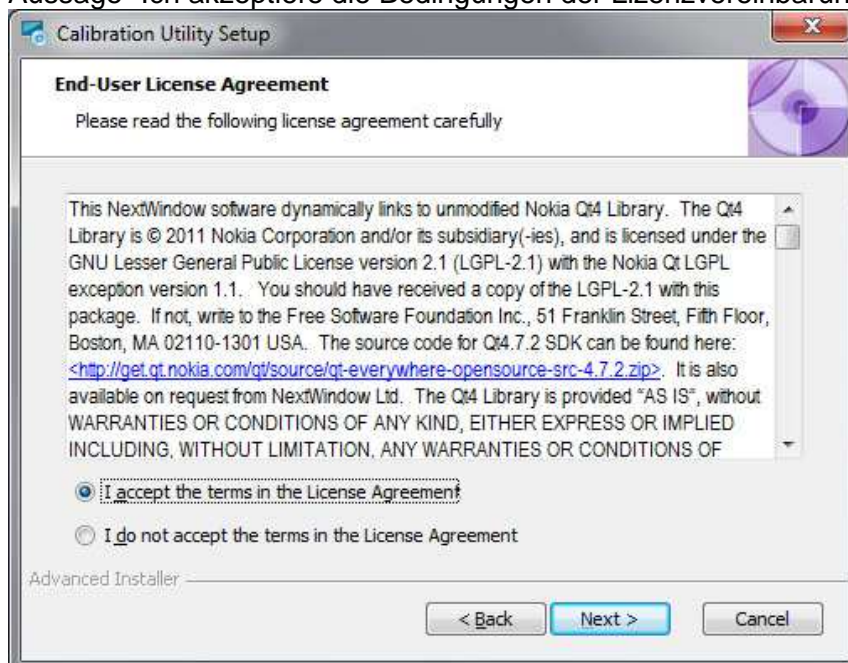 Aussage "Ich akzeptiere die Bedingungen der Lizenzvereinbarun
Calibration Utility Setup
End-User License Agreement
Please read the following license agreement carefully
This NextWindow software dynamically links to unmodified Nokia Qt4 Library. The Qt4
Library is © 2011 Nokia Corporation and/or its subsidiary(-ies), and is licensed under the
GNU Lesser General Public License version 2.1 (LGPL-2.1) with the Nokia Qt LGPL
exception version 1.1. You should have received a copy of the LGPL-2.1 with this
package. If not, write to the Free Software Foundation Inc., 51 Franklin Street, Fifth Floor,
Boston, MA 02110-1301 USA. The source code for Qt4.7.2 SDK can be found here:
<http://get.qt.nokia.com/qt/source/qt-everywhere-opensource-src-4.7.2.zip>. It is also
available on request from NextWindow Ltd. The Qt4 Library is provided "AS IS", without
WARRANTIES OR CONDITIONS OF ANY KIND, EITHER EXPRESS OR IMPLIED
INCLUDING, WITHOUT LIMITATION, ANY WARRANTIES OR CONDITIONS OF
I accept the terms in the License Agreement
I do not accept the terms in the License Agreement
Advanced Installer
< Back Next > Cancel